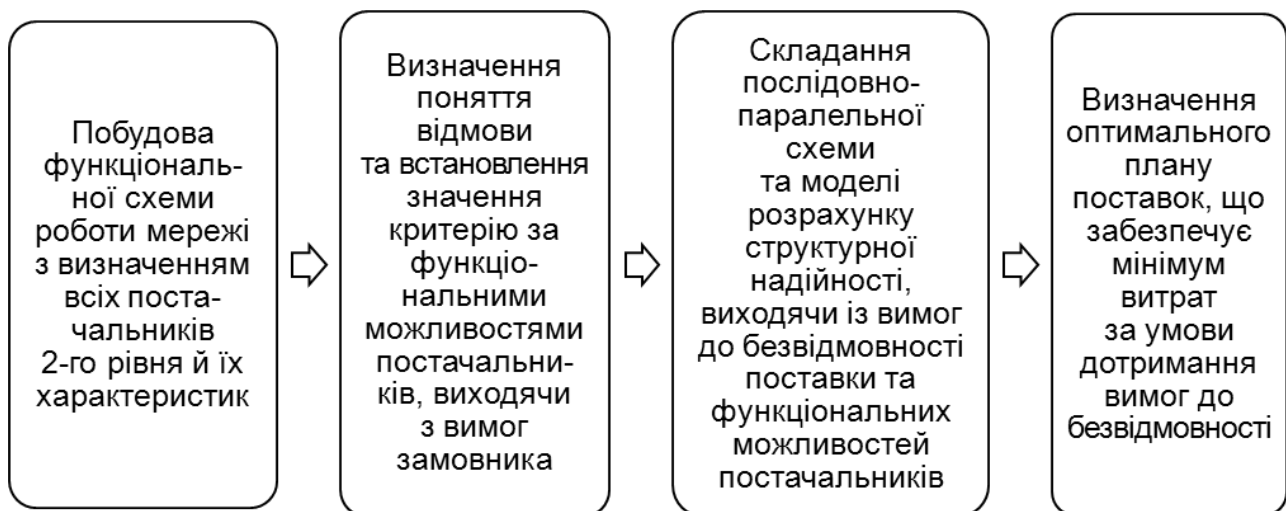 Побудова
функціональ-
ної схеми
роботи мережі
з визначенням
всіх поста-
чальників
2-го рівня й їх
характеристик
Визначення
поняття
відмови
та встановлення
значення
критерію за
функціо-
нальними
можливостями
постачальни-
ків, виходячи
з вимог
замовника
Складання
послідовно-
паралельної
схеми
та моделі
розрахунку
структурної
надійності,
виходячи із вимог
до безвідмовності
поставки та
функціональних
можливостей
постачальників
Визначення
оптимального
плану
поставок, що
забезпечує
мінімум
витрат
за умови
дотримання
вимог до
безвідмовності